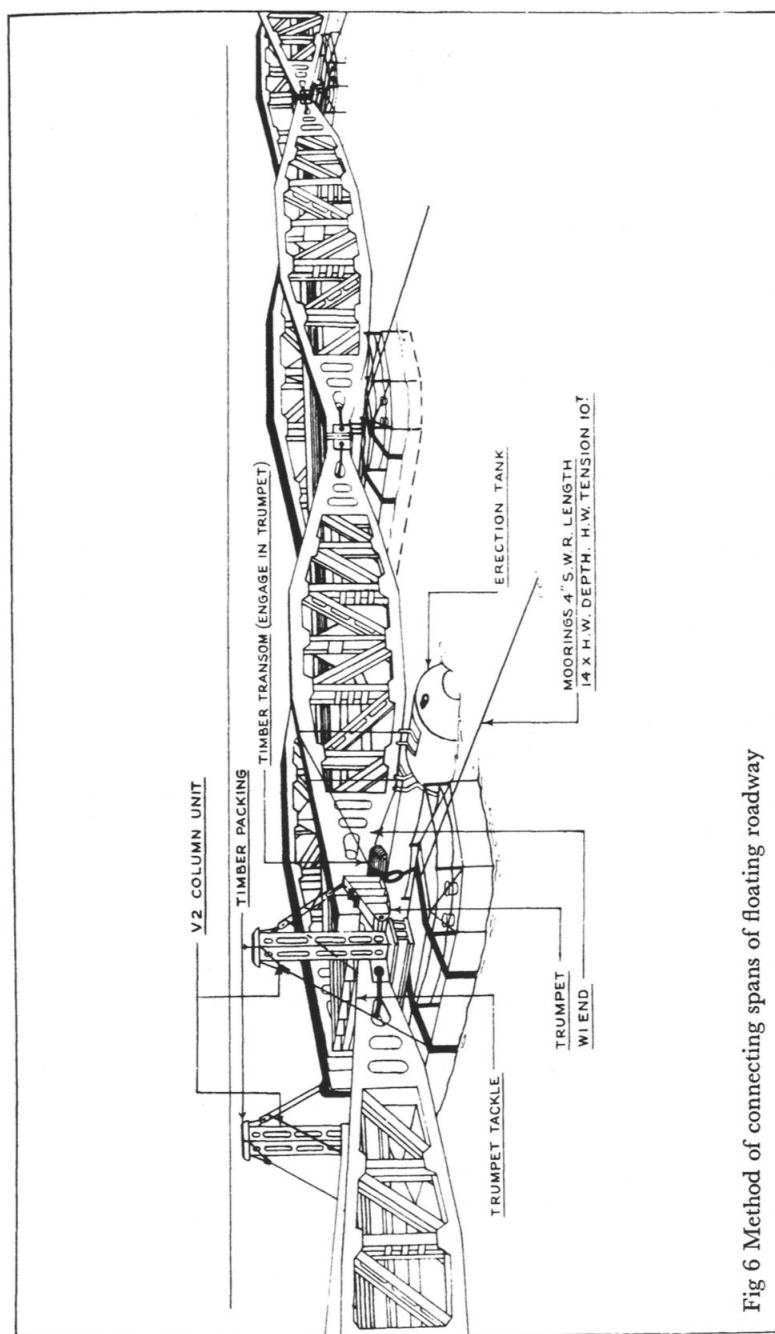 V2 COLUMN UNIT
TIMBER PACKING
TIMBER TRANSOM (ENGAGE IN TRUMPET)
TRUMPET TACKLE
TRUMPET
WI END
MOORINGS 4" S.W.R. LENGTH
14 x H.W. DEPTH. H.W. TENSION 10T
ERECTION TANK
Fig 6 Method of connecting spans of floating roadway